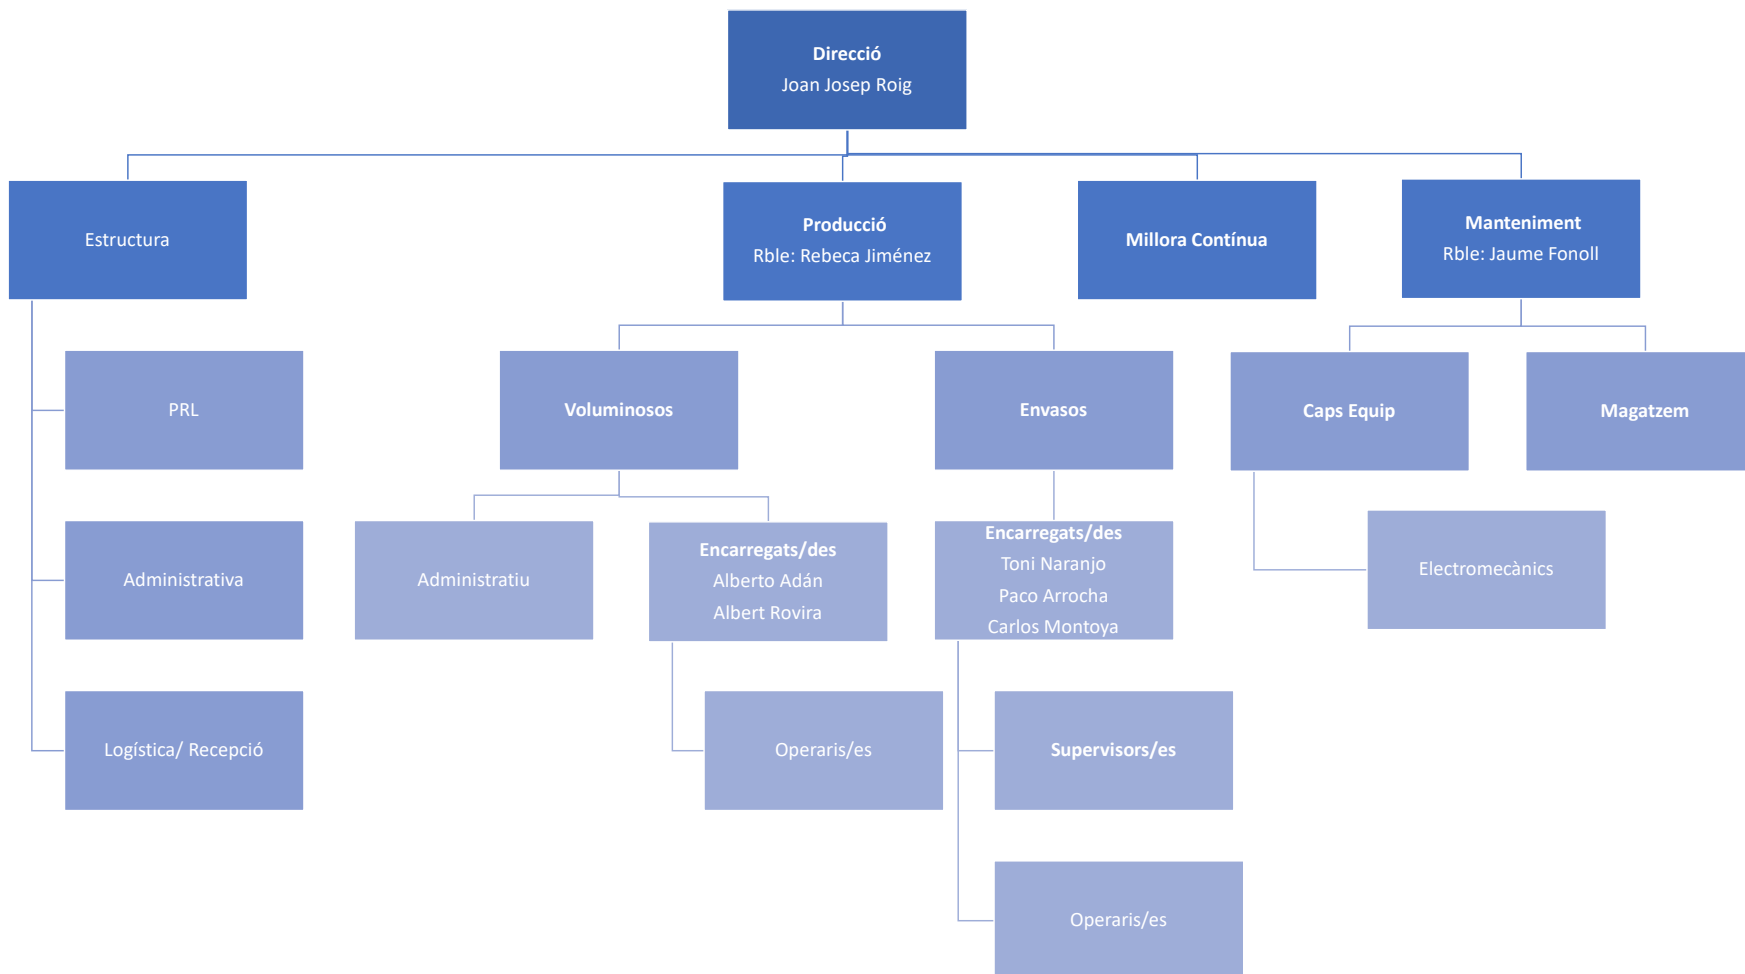 Direcció
Joan Josep Roig
Estructura
Producció
Rble: Rebeca Jiménez
Millora Contínua
Manteniment
Rble: Jaume Fonoll
PRL
Voluminosos
Envasos
Caps Equip
Magatzem
Administrativa
Administratiu
Encarregats/des
Alberto Adán
Albert Rovira
Encarregats/des
Toni Naranjo
Paco Arrocha
Carlos Montoya
Electromecànics
Logística/ Recepció
Operaris/es
Supervisors/es
Operaris/es